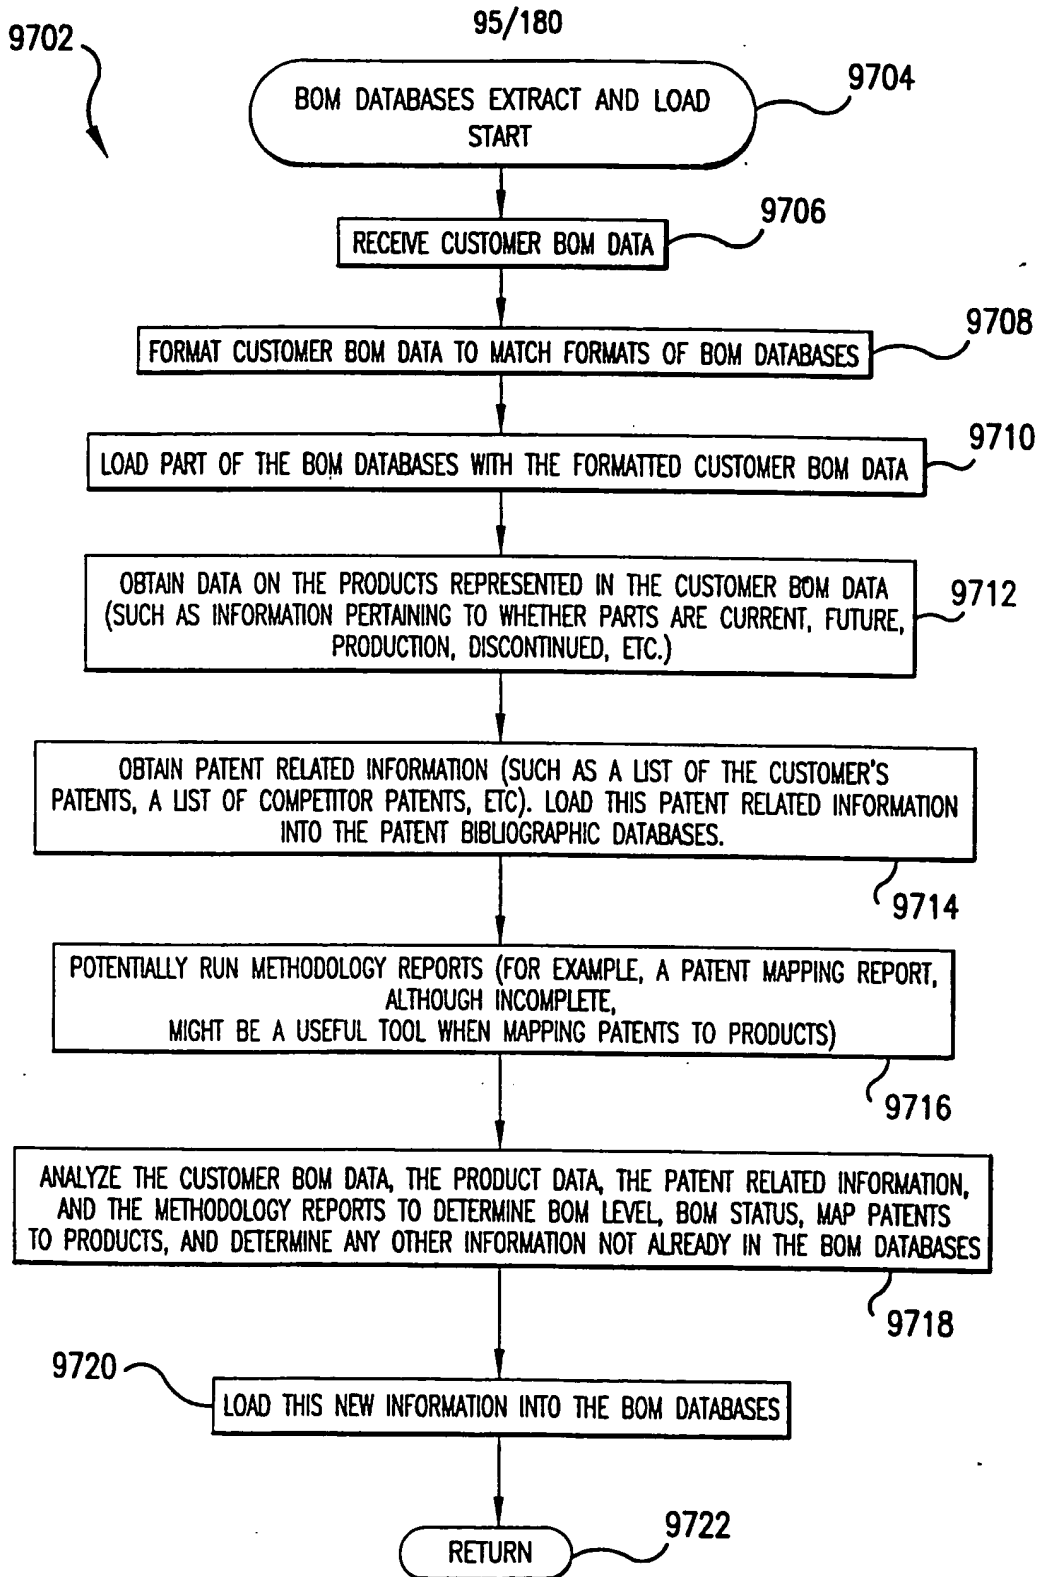 95/180
9702
BOM DATABASES EXTRACT AND LOAD
START
9704
RECEIVE CUSTOMER BOM DATA
9706
FORMAT CUSTOMER BOM DATA TO MATCH FORMATS OF BOM DATABASES
9708
LOAD PART OF THE BOM DATABASES WITH THE FORMATTED CUSTOMER BOM DATA
9710
OBTAIN DATA ON THE PRODUCTS REPRESENTED IN THE CUSTOMER BOM DATA
(SUCH AS INFORMATION PERTAINING TO WHETHER PARTS ARE CURRENT, FUTURE,
PRODUCTION, DISCONTINUED, ETC.)
9712
OBTAIN PATENT RELATED INFORMATION (SUCH AS A LIST OF THE CUSTOMER'S
PATENTS, A LIST OF COMPETITOR PATENTS, ETC). LOAD THIS PATENT RELATED INFORMATION
INTO THE PATENT BIBLIOGRAPHIC DATABASES.
9714
POTENTIALLY RUN METHODOLOGY REPORTS (FOR EXAMPLE, A PATENT MAPPING REPORT,
ALTHOUGH INCOMPLETE,
MIGHT BE A USEFUL TOOL WHEN MAPPING PATENTS TO PRODUCTS)
9716
ANALYZE THE CUSTOMER BOM DATA, THE PRODUCT DATA, THE PATENT RELATED INFORMATION,
AND THE METHODOLOGY REPORTS TO DETERMINE BOM LEVEL, BOM STATUS, MAP PATENTS
TO PRODUCTS, AND DETERMINE ANY OTHER INFORMATION NOT ALREADY IN THE BOM DATABASES
9718
9720
LOAD THIS NEW INFORMATION INTO THE BOM DATABASES
RETURN
9722